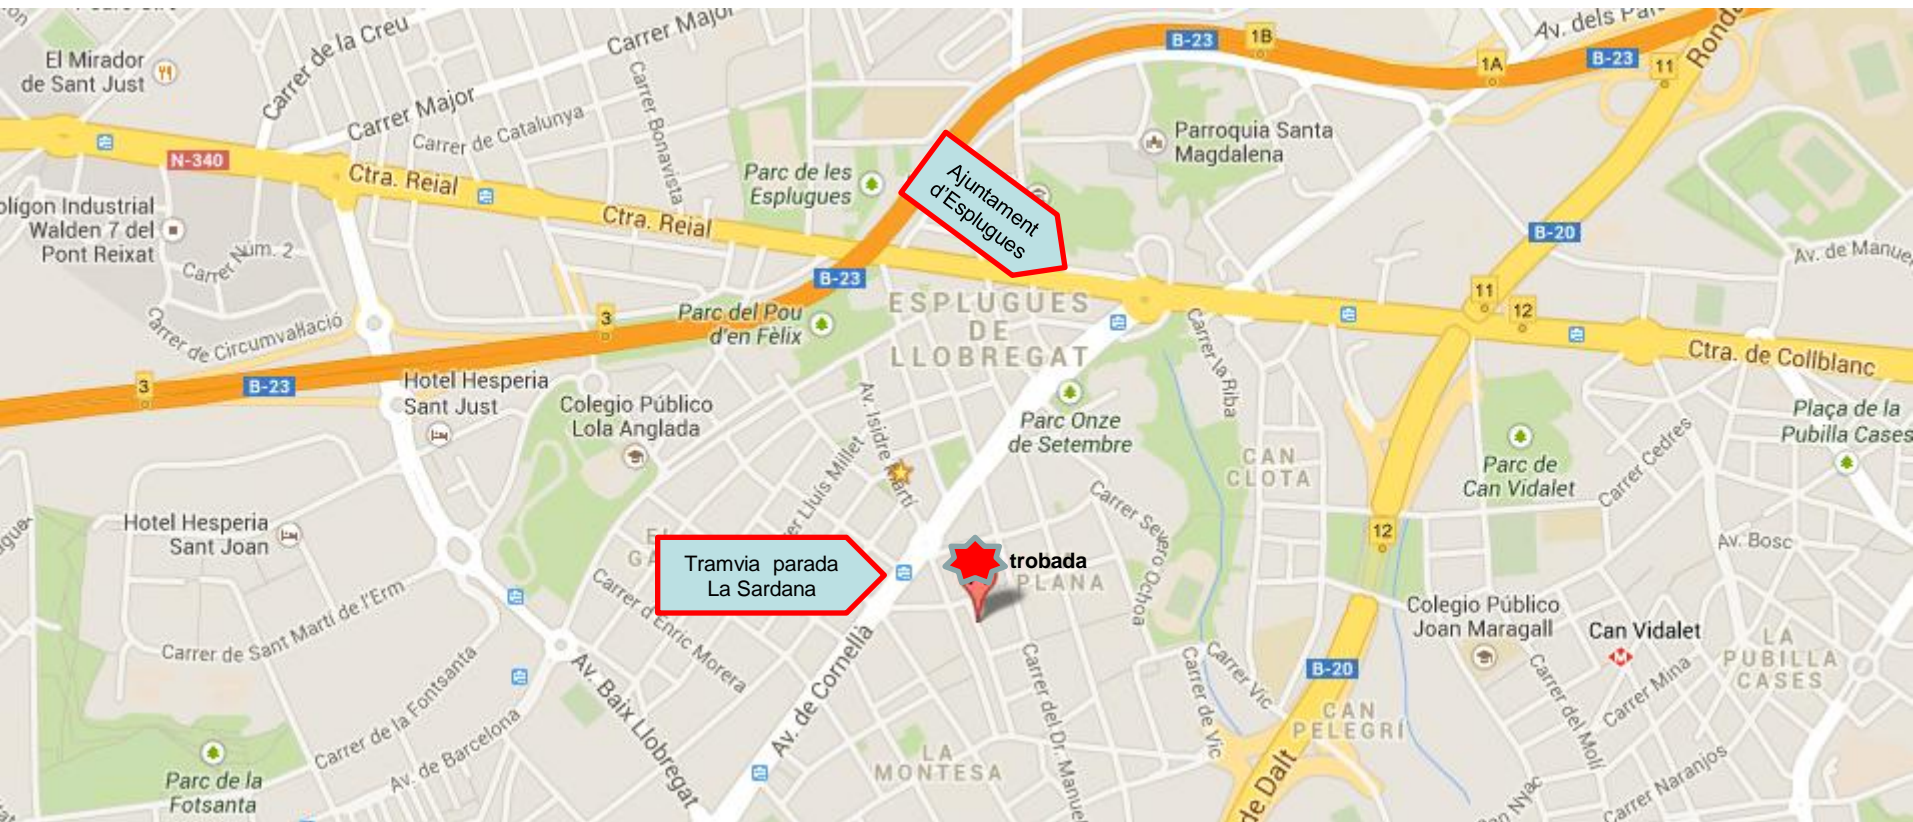 El Mirador
de Sant Just
Carrer de la Creu
Carrer Major
Carrer Major
Carrer de Catalunya
Carrer Bonavista
B-23
1B
1A
B-23
11
N-340
Ctra. Reial
Ctra. Reial
Parc de les
Esplugues
Ajuntament
d'Esplugues
Parroquia Santa
Magdalena
B-20
Av. de Manuel
olígon Industrial
Walden 7 del
Pont Reixat
Carrer Núm. 2
Carrer de Circumval·lació
3
3
B-23
B-23
Parc del Pou
d'en Fèlix
ESPLUGUES
DE
LLOBREGAT
Carrer la Riba
11
12
Ctra. de Collblanc
Hotel Hesperia
Sant Just
Colegio Público
Lola Anglada
Av. Isidre Martí
Parc Onze
de Setembre
CAN
CLOTA
Parc de
Can Vidalet
Carrer Cedres
Plaça de la
Pubilla Cases
Hotel Hesperia
Sant Joan
er Lluís Millet
Carrer Severo Ochoa
12
Av. Bosc
Tramvia parada
La Sardana
trobada
PLANA
Carrer de Sant Martí de l'Erm
Carrer d'Enric Morera
Colegio Público
Joan Maragall
Can Vidalet
LA
PUBILLA
CASES
Carrer de la Fontsanta
Av. Baix Llobregat
Av. de Cornellà
Carrer del Dr. Manuel
Carrer de Vic
Carrer Vic
B-20
CAN
PELEGRÍ
Carrer del Molí
Carrer Mina
Carrer Naranjos
Parc de la
Fotsanta
Av. de Barcelona
LA
MONTESA
de Dalt